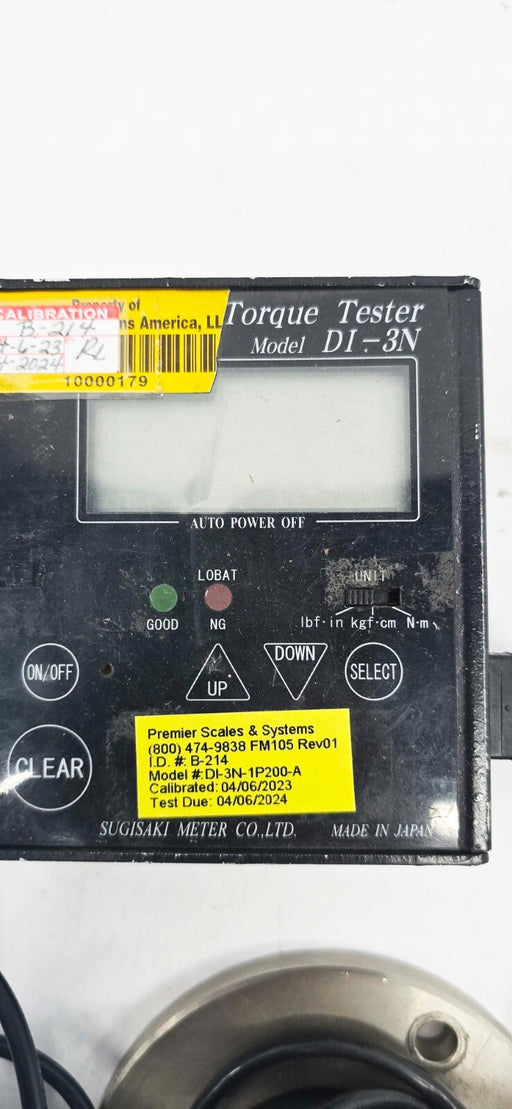 Property of
ns America, LL
CALIBRATION
B-214
4-6-23 RL
4-2024
10000179
Torque Tester
Model DI-3N
AUTO POWER OFF
LOBAT
GOOD NG
UNIT
lbf·in kgf·cm N·m
ON/OFF
UP
DOWN
SELECT
CLEAR
Premier Scales & Systems
(800) 474-9838 FM105 Rev01
I.D. #: B-214
Model #:DI-3N-1P200-A
Calibrated: 04/06/2023
Test Due: 04/06/2024
SUGISAKI METER CO.,LTD. MADE IN JAPAN